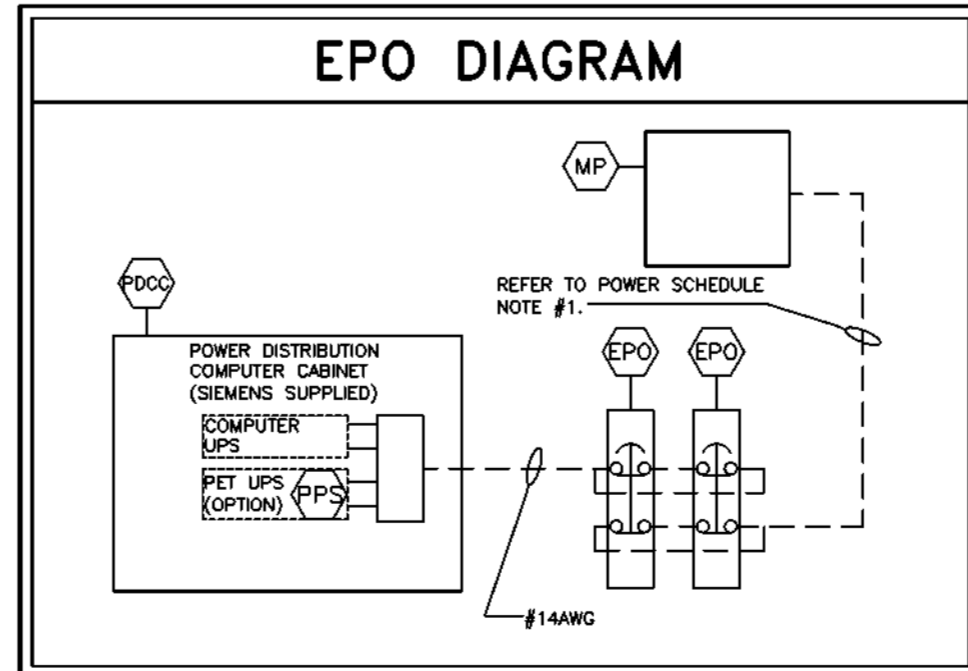 EPO DIAGRAM
MP
PDCC
REFER TO POWER SCHEDULE
NOTE #1.
EPO
EPO
POWER DISTRIBUTION
COMPUTER CABINET
(SIEMENS SUPPLIED)
COMPUTER
UPS
PET UPS
(OPTION)
PPS
#14AWG